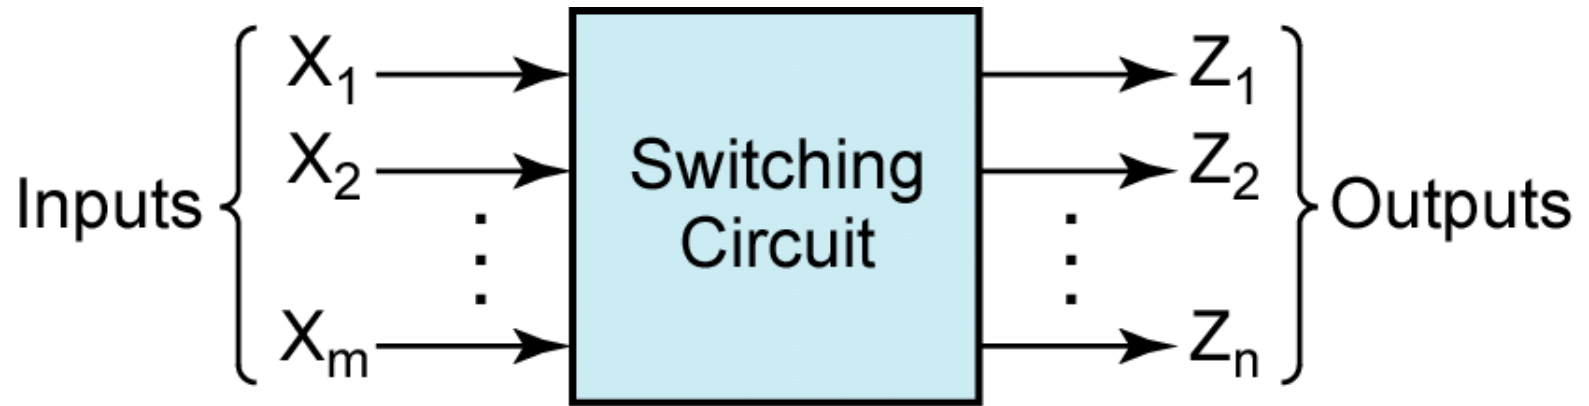 Inputs
X₁
X₂
Xₘ
Switching
Circuit
Z₁
Z₂
Zₙ
Outputs